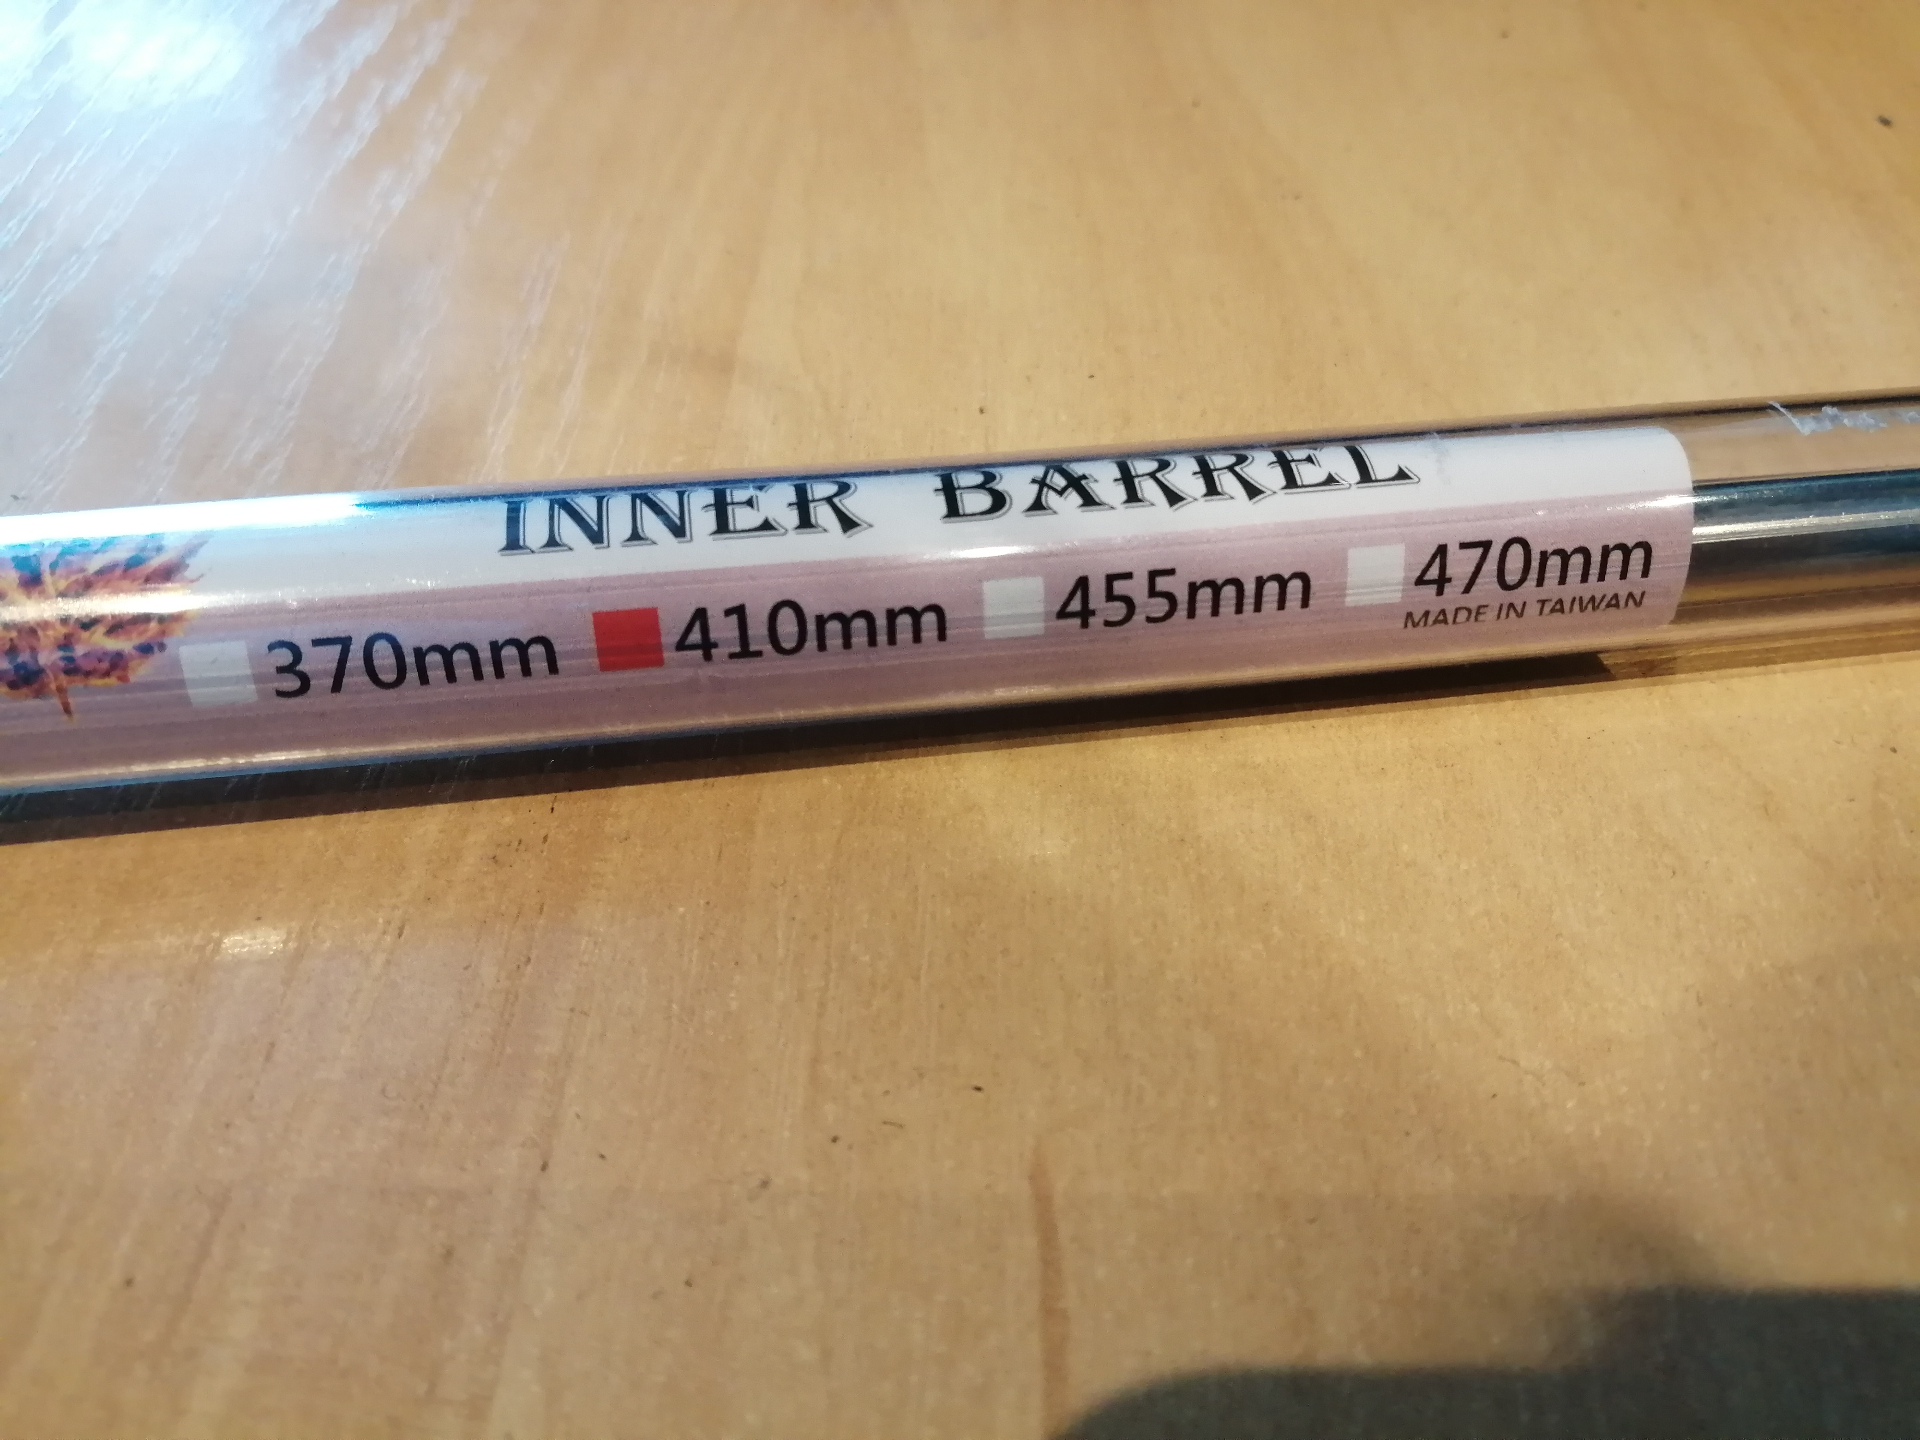 INNER BARREL
370mm 410mm 455mm 470mm
MADE IN TAIWAN